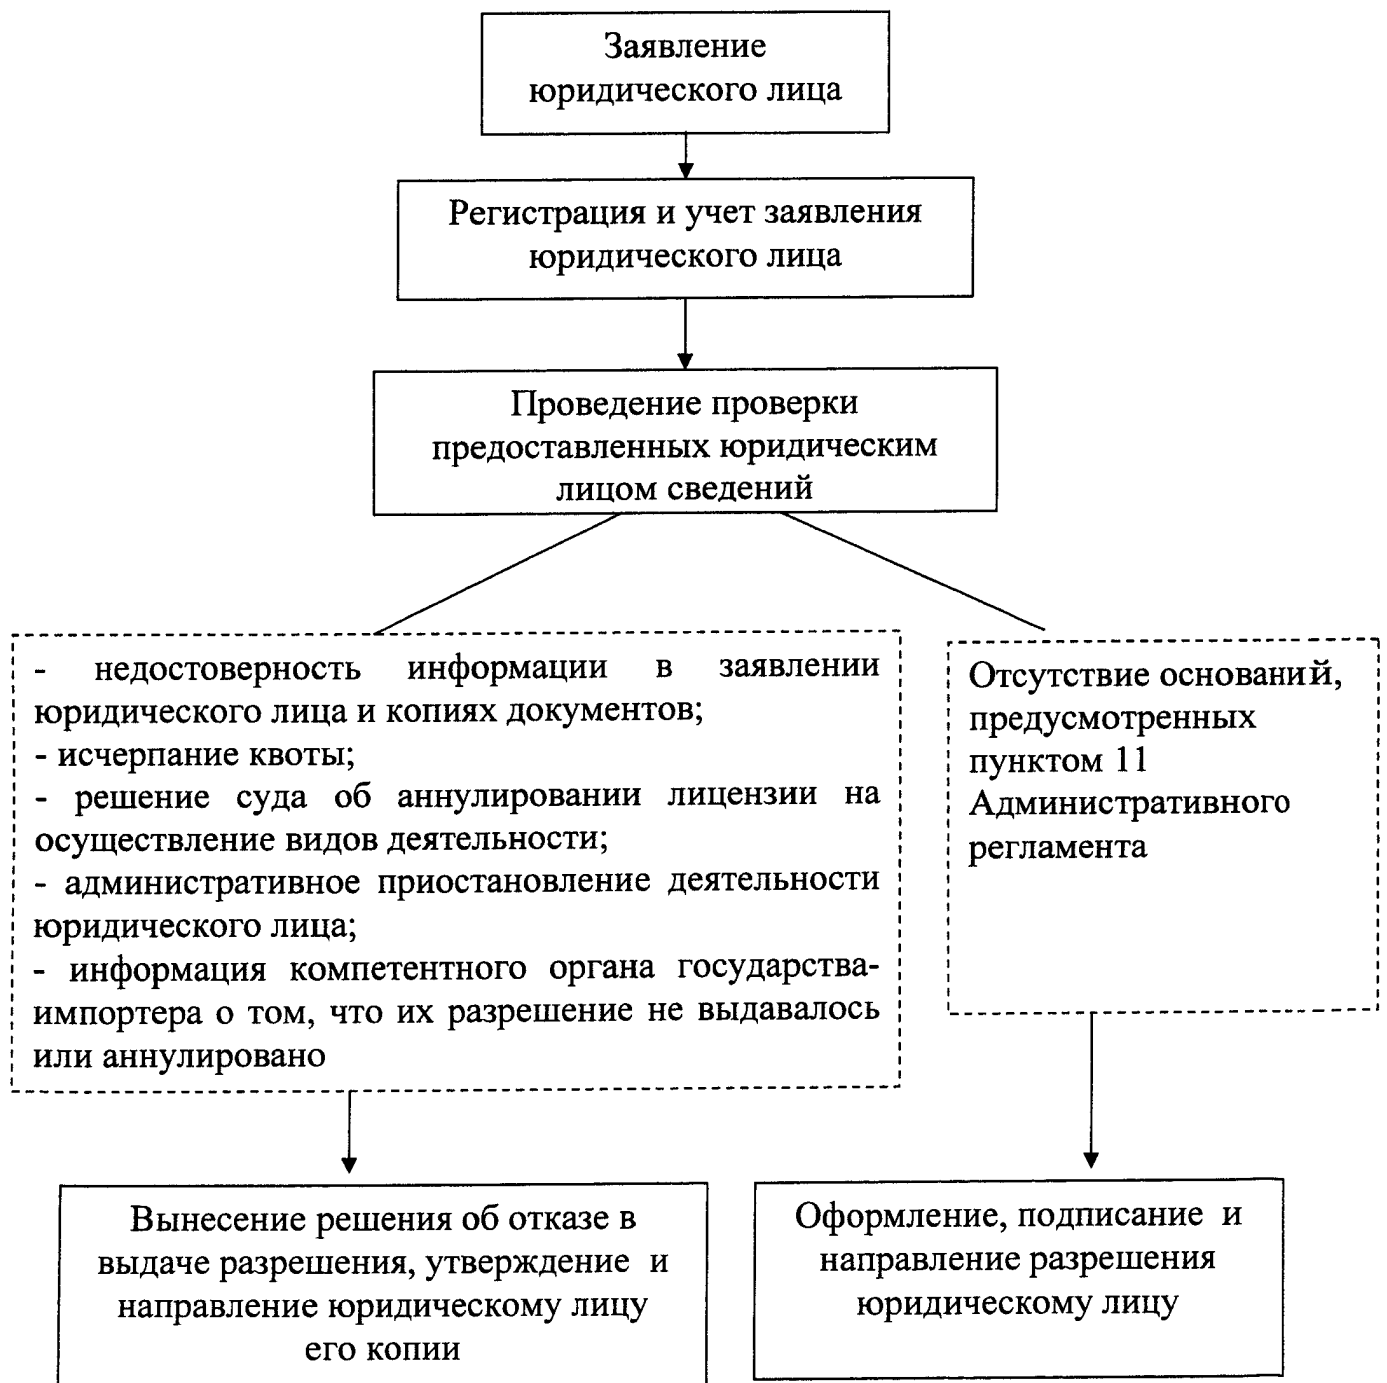 Заявление
юридического лица
Регистрация и учет заявления
юридического лица
Проведение проверки
предоставленных юридическим
лицом сведений
- недостоверность информации в заявлении
юридического лица и копиях документов;
- исчерпание квоты;
- решение суда об аннулировании лицензии на
осуществление видов деятельности;
- административное приостановление деятельности
юридического лица;
- информация компетентного органа государства-
импортера о том, что их разрешение не выдавалось
или аннулировано
Отсутствие оснований,
предусмотренных
пунктом 11
Административного
регламента
Вынесение решения об отказе в
выдаче разрешения, утверждение и
направление юридическому лицу
его копии
Оформление, подписание и
направление разрешения
юридическому лицу